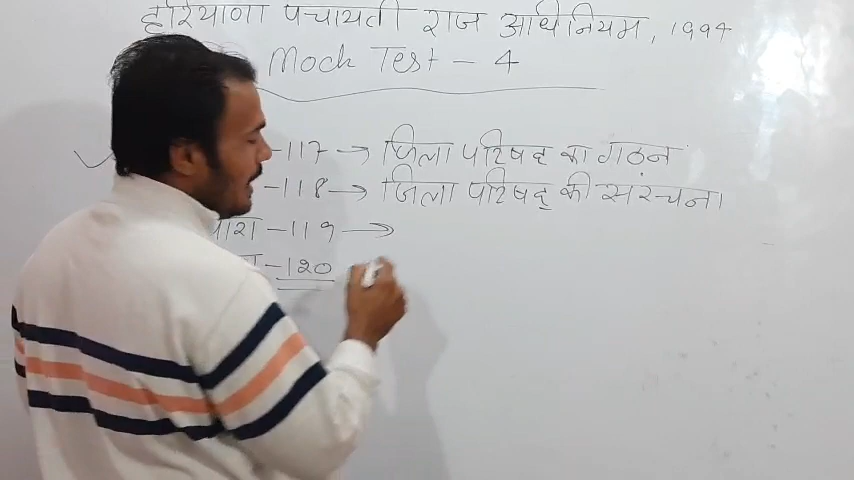 हरियाणा पंचायती राज अधिनियम, 1994
Mock Test - 4
-117 → जिला परिषद का गठन
-118 → जिला परिषद् की संरचना
धारा -119 →
-120